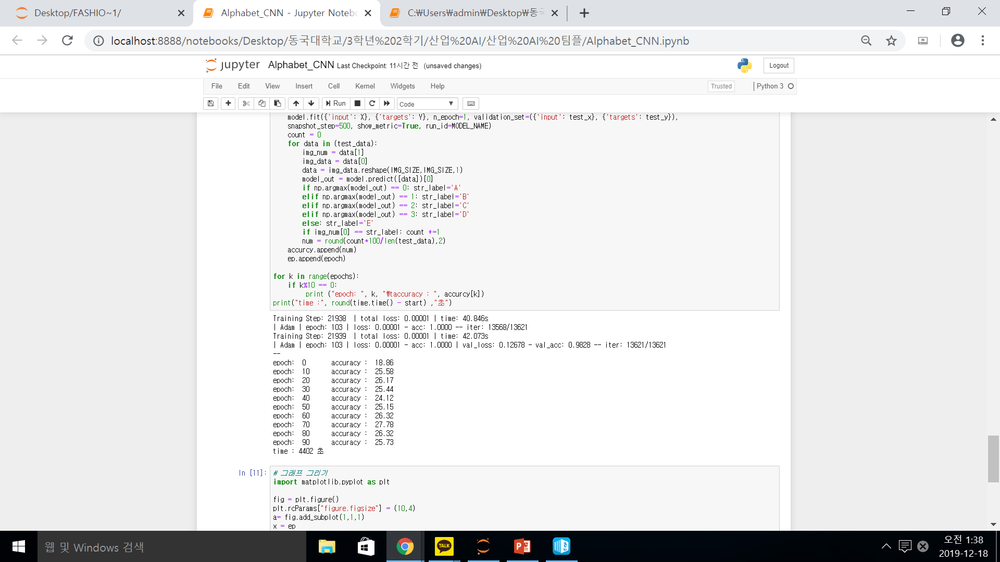 Desktop/FASHIO~1/
Alphabet_CNN - Jupyter Noteb
C:₩Users₩admin₩Desktop₩동국
localhost:8888/notebooks/Desktop/동국대학교/3학년%202학기/산업%20AI/산업%20AI%20팀플/Alphabet_CNN.ipynb
jupyter Alphabet_CNN Last Checkpoint: 11시간 전 (unsaved changes)
Logout
File Edit View Insert Cell Kernel Widgets Help
Trusted
Python 3
Run
Code
model.fit({'input': X}, {'targets': Y}, n_epoch=1, validation_set=({'input': test_x}, {'targets': test_y}),
snapshot_step=500, show_metric=True, run_id=MODEL_NAME)
count = 0
for data in (test_data):
img_num = data[1]
img_data = data[0]
data = img_data.reshape(IMG_SIZE,IMG_SIZE,1)
model_out = model.predict([data])[0]
if np.argmax(model_out) == 0: str_label='A'
elif np.argmax(model_out) == 1: str_label='B'
elif np.argmax(model_out) == 2: str_label='C'
elif np.argmax(model_out) == 3: str_label='D'
else: str_label='E'
if img_num[0] == str_label: count +=1
num = round(count*100/len(test_data),2)
accurcy.append(num)
ep.append(epoch)
for k in range(epochs):
if k%10 == 0:
print ("epoch: ", k, "₩taccuracy : ", accurcy[k])
print("time :", round(time.time() - start) ,"초")
Training Step: 21938 | total loss: 0.00001 | time: 40.846s
| Adam | epoch: 103 | loss: 0.00001 - acc: 1.0000 -- iter: 13568/13621
Training Step: 21939 | total loss: 0.00001 | time: 42.073s
| Adam | epoch: 103 | loss: 0.00001 - acc: 1.0000 | val_loss: 0.12678 - val_acc: 0.9828 -- iter: 13621/13621
--
epoch: 0 accuracy : 18.86
epoch: 10 accuracy : 25.58
epoch: 20 accuracy : 26.17
epoch: 30 accuracy : 25.44
epoch: 40 accuracy : 24.12
epoch: 50 accuracy : 25.15
epoch: 60 accuracy : 26.32
epoch: 70 accuracy : 27.78
epoch: 80 accuracy : 26.32
epoch: 90 accuracy : 25.73
time : 4402 초
In [11]:
# 그래프 그리기
import matplotlib.pyplot as plt
fig = plt.figure()
plt.rcParams["figure.figsize"] = (10,4)
a= fig.add_subplot(1,1,1)
x = ep
웹 및 Windows 검색
TALK
오전 1:38
2019-12-18